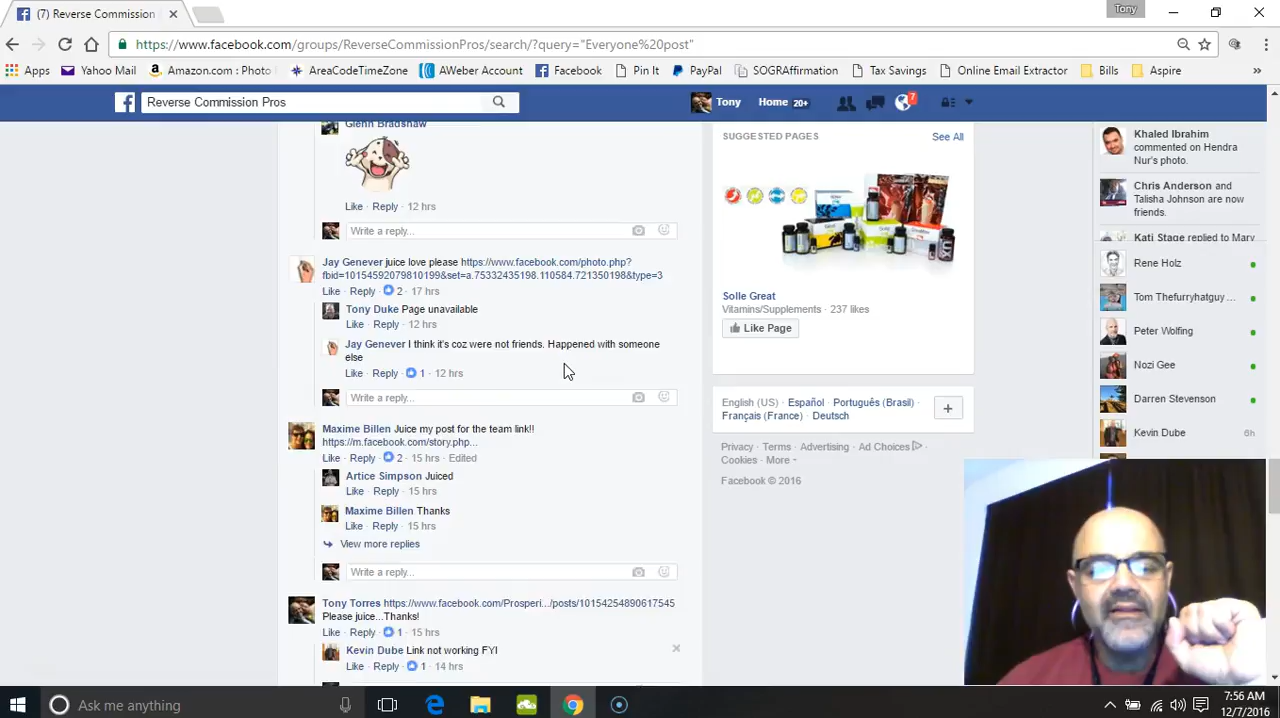 (7) Reverse Commission
Tony
https://www.facebook.com/groups/ReverseCommissionPros/search/?query="Everyone%20post"
Apps
Yahoo Mail
Amazon.com : Photo
AreaCodeTimeZone
AWeber Account
Facebook
Pin It
PayPal
SOGRAffirmation
Tax Savings
Online Email Extractor
Bills
Aspire
»
Reverse Commission Pros
Tony
Home 20+
7
Glenn Bradshaw
Like · Reply · 12 hrs
Write a reply...
Jay Genever juice love please https://www.facebook.com/photo.php?
fbid=10154592079810199&set=a.75332435198.110584.721350198&type=3
Like · Reply · 2 · 17 hrs
Tony Duke Page unavailable
Like · Reply · 12 hrs
Jay Genever I think it's coz were not friends. Happened with someone
else
Like · Reply · 1 · 12 hrs
Write a reply...
Maxime Billen Juice my post for the team link!!
https://m.facebook.com/story.php...
Like · Reply · 2 · 15 hrs · Edited
Artice Simpson Juiced
Like · Reply · 15 hrs
Maxime Billen Thanks
Like · Reply · 15 hrs
View more replies
Write a reply...
Tony Torres https://www.facebook.com/Prosperi.../posts/10154254890617545
Please juice...Thanks!
Like · Reply · 1 · 15 hrs
Kevin Dube Link not working FYI
Like · Reply · 1 · 14 hrs
SUGGESTED PAGES
See All
Solle Great
Vitamins/Supplements · 237 likes
Like Page
English (US) · Español · Português (Brasil) ·
Français (France) · Deutsch
Privacy · Terms · Advertising · Ad Choices ·
Cookies · More
Facebook © 2016
Khaled Ibrahim
commented on Hendra
Nur's photo.
Chris Anderson and
Talisha Johnson are now
friends.
Kati Stage replied to Mary
Rene Holz
Tom Thefurryhatguy ...
Peter Wolfing
Nozi Gee
Darren Stevenson
Kevin Dube 6h
Ask me anything
7:56 AM
12/7/2016